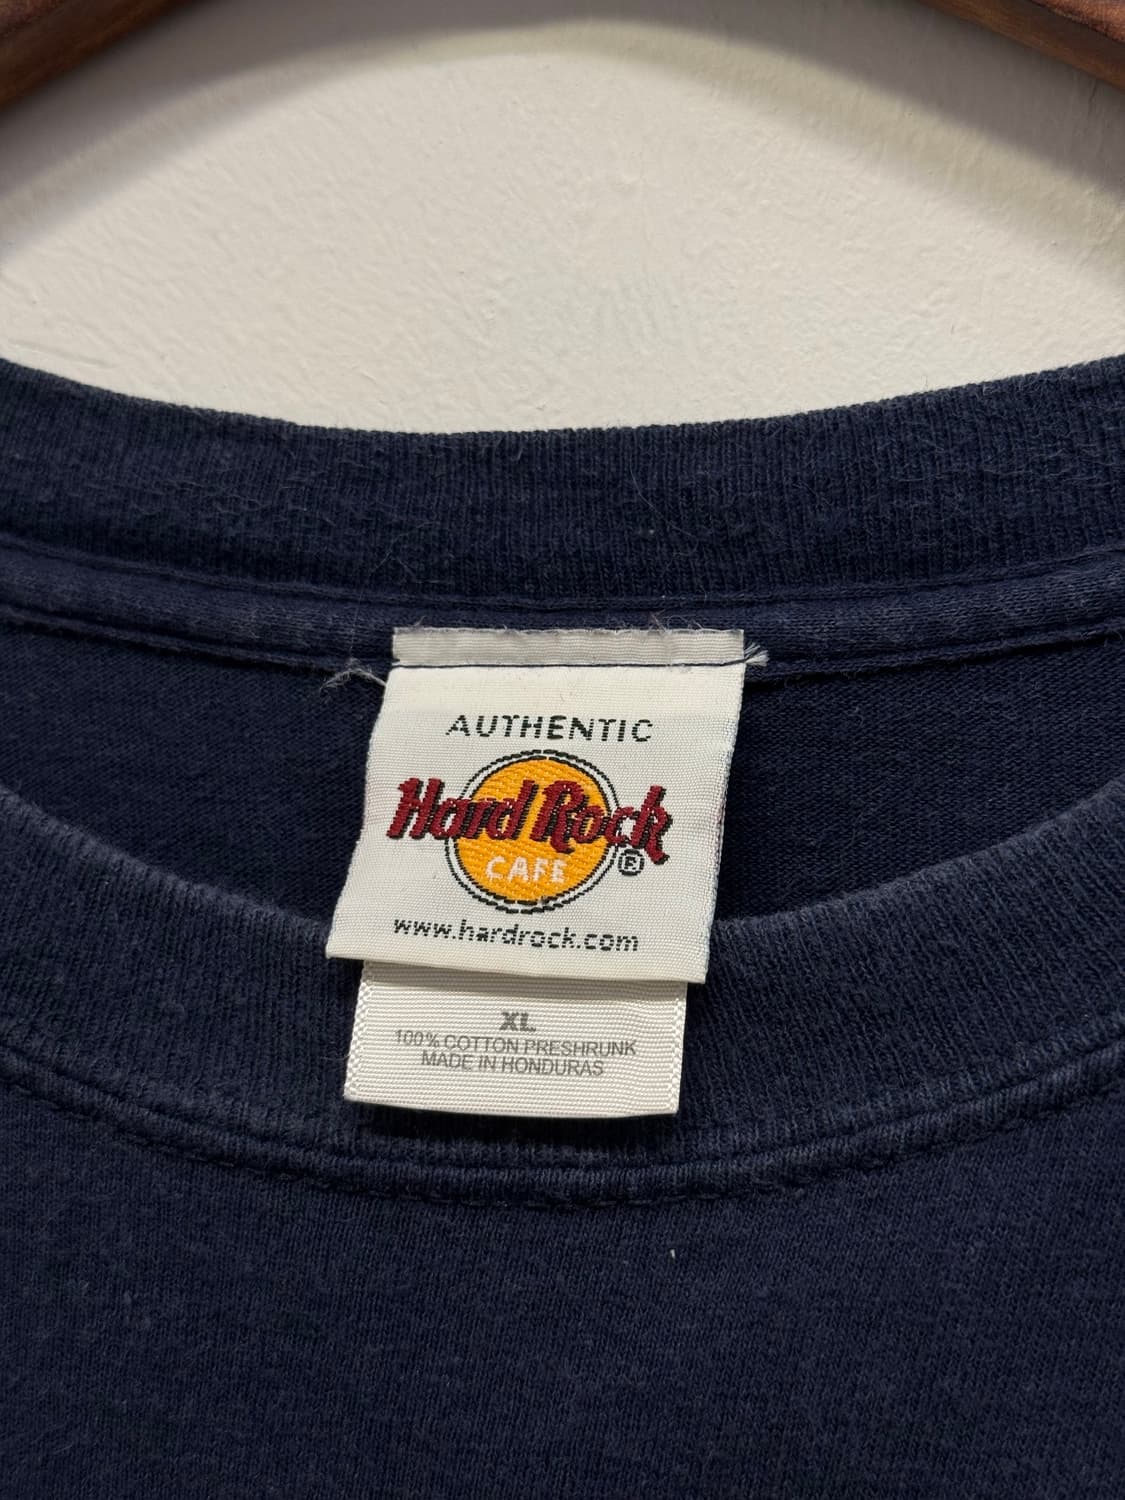 AUTHENTIC
Hard Rock
CAFE
®
www.hardrock.com
XL
100% COTTON PRESHRUNK
MADE IN HONDURAS